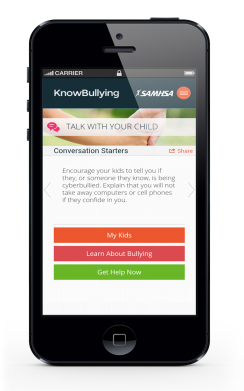 CARRIER
KnowBullying SAMHSA
TALK WITH YOUR CHILD
Conversation Starters Share
Encourage your kids to tell you if
they, or someone they know, is being
cyberbullied. Explain that you will not
take away computers or cell phones
if they confide in you.
My Kids
Learn About Bullying
Get Help Now